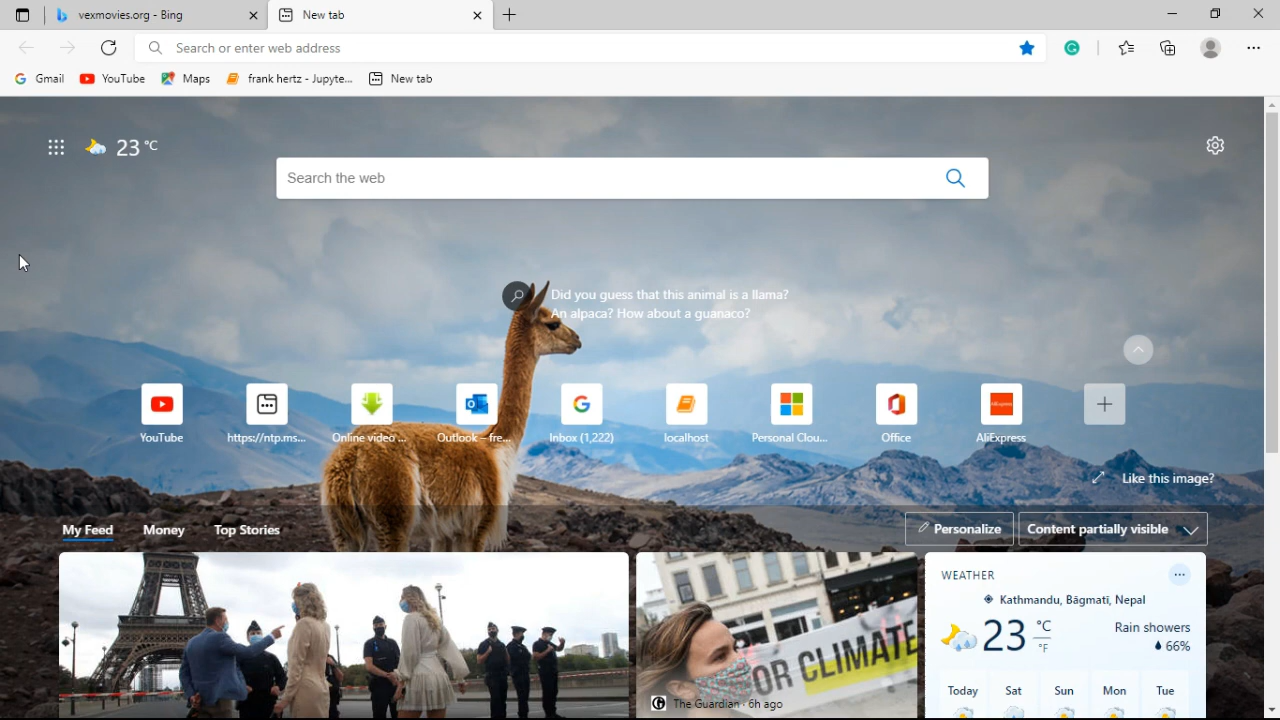 vexmovies.org - Bing
New tab
Search or enter web address
Gmail YouTube Maps frank hertz - Jupyte... New tab
23 °C
Search the web
Did you guess that this animal is a llama?
An alpaca? How about a guanaco?
YouTube https://ntp.ms... Online video ... Outlook – fre... Inbox (1,222) localhost Personal Clou... Office AliExpress
Like this image?
My Feed Money Top Stories
Personalize Content partially visible
WEATHER
Kathmandu, Bāgmatī, Nepal
23 °C
°F
Rain showers
66%
OR CLIMATE
The Guardian · 6h ago
Today Sat Sun Mon Tue